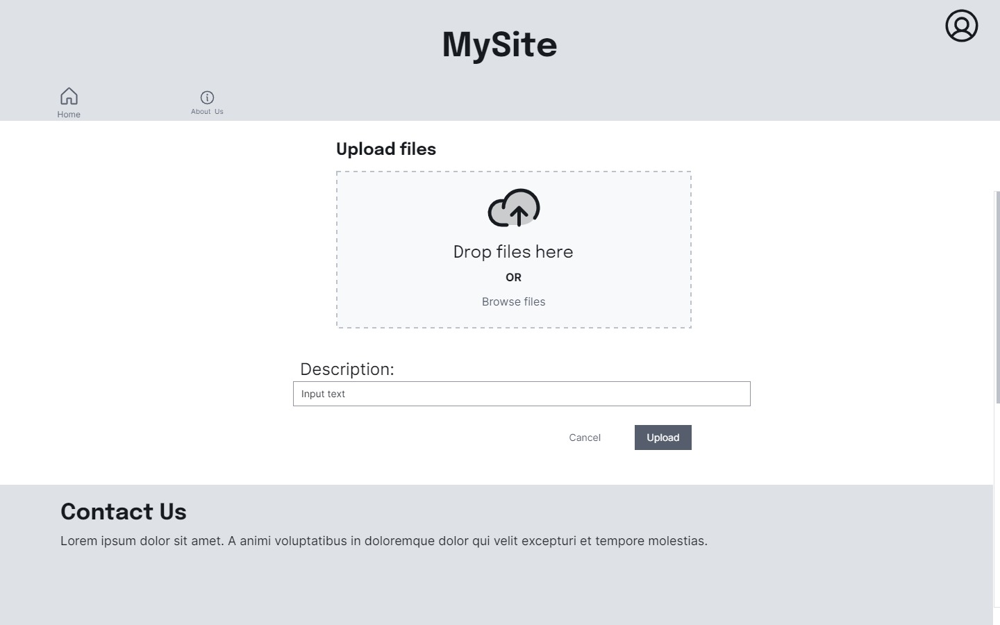 MySite
Home
About Us
Upload files
Drop files here
OR
Browse files
Description:
Input text
Cancel
Upload
Contact Us
Lorem ipsum dolor sit amet. A animi voluptatibus in doloremque dolor qui velit excepturi et tempore molestias.